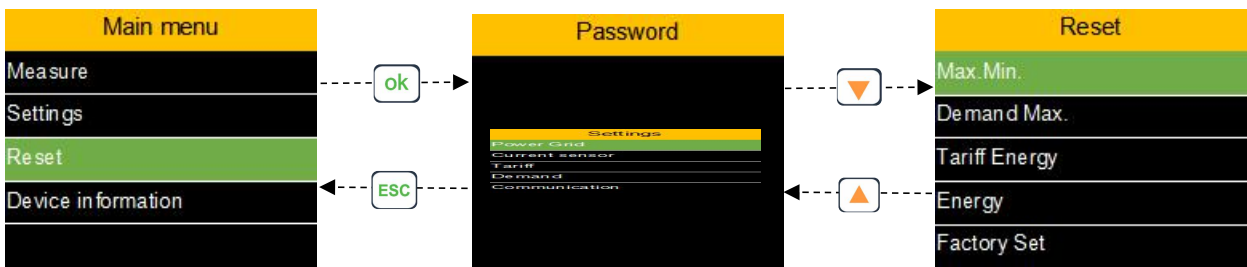 Main menu
Measure
Settings
Reset
Device information
ok
ESC
Password
Settings
Power Grid
Current sensor
Tariff
Demand
Communication
Reset
Max.Min.
Demand Max.
Tariff Energy
Energy
Factory Set